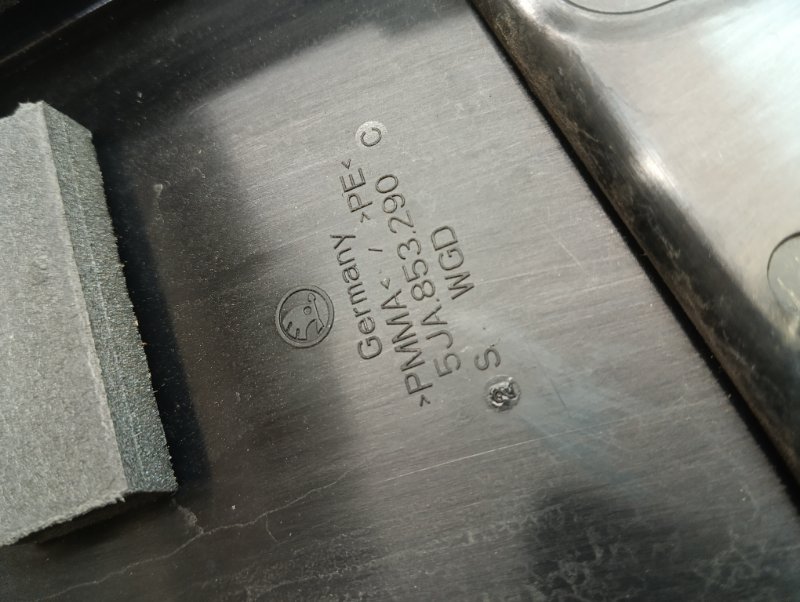 Germany
>PMMA< / >PE<
5JA.853.290 C
S. WGD